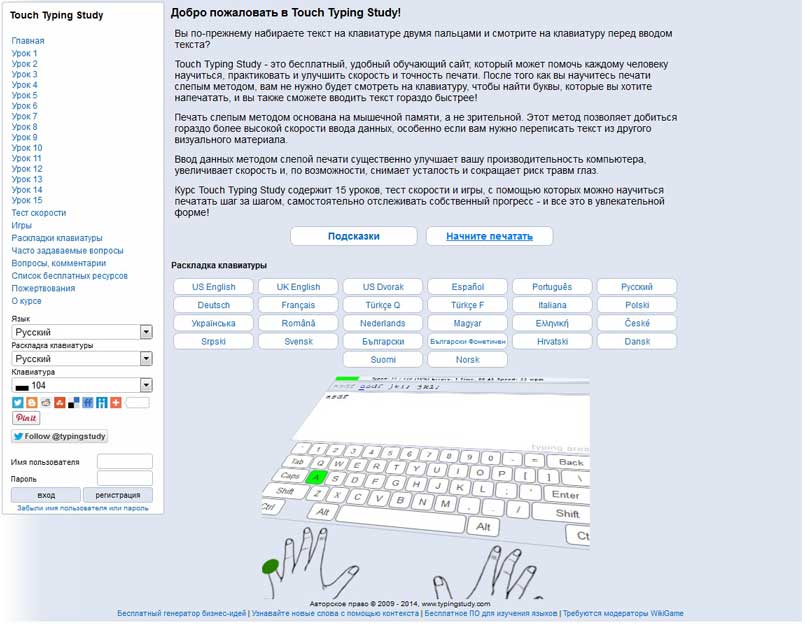 Touch Typing Study
Главная
Урок 1
Урок 2
Урок 3
Урок 4
Урок 5
Урок 6
Урок 7
Урок 8
Урок 9
Урок 10
Урок 11
Урок 12
Урок 13
Урок 14
Урок 15
Тест скорости
Игры
Раскладки клавиатуры
Часто задаваемые вопросы
Вопросы, комментарии
Список бесплатных ресурсов
Пожертвования
О курсе
Язык
Русский
Раскладка клавиатуры
Русский
Клавиатура
104
Pinit
Follow @typingstudy
Имя пользователя
Пароль
вход регистрация
Забыли имя пользователя или пароль
Добро пожаловать в Touch Typing Study!
Вы по-прежнему набираете текст на клавиатуре двумя пальцами и смотрите на клавиатуру перед вводом
текста?
Touch Typing Study - это бесплатный, удобный обучающий сайт, который может помочь каждому человеку
научиться, практиковать и улучшить скорость и точность печати. После того как вы научитесь печати
слепым методом, вам не нужно будет смотреть на клавиатуру, чтобы найти буквы, которые вы хотите
напечатать, и вы также сможете вводить текст гораздо быстрее!
Печать слепым методом основана на мышечной памяти, а не зрительной. Этот метод позволяет добиться
гораздо более высокой скорости ввода данных, особенно если вам нужно переписать текст из другого
визуального материала.
Ввод данных методом слепой печати существенно улучшает вашу производительность компьютера,
увеличивает скорость и, по возможности, снимает усталость и сокращает риск травм глаз.
Курс Touch Typing Study содержит 15 уроков, тест скорости и игры, с помощью которых можно научиться
печатать шаг за шагом, самостоятельно отслеживать собственный прогресс - и все это в увлекательной
форме!
Подсказки Начните печатать
Раскладка клавиатуры
US English UK English US Dvorak Español Português Русский
Deutsch Français Türkçe Q Türkçe F Italiana Polski
Українська Română Nederlands Magyar Ελληνική České
Srpski Svensk Български Български Фонетичен Hrvatski Dansk
Suomi Norsk
typing area
1 2 3 4 5 6 7 8 9 0 - = Back
Tab Q W E R T Y U I O P [ ] \
Caps A S D F G H J K L ; ' Enter
Shift Z X C V B N M , . / Shift
Ctrl Alt Alt Ct
Авторское право © 2009 - 2014, www.typingstudy.com
Бесплатный генератор бизнес-идей | Узнавайте новые слова с помощью контекста | Бесплатное ПО для изучения языков | Требуются модераторы WikiGame